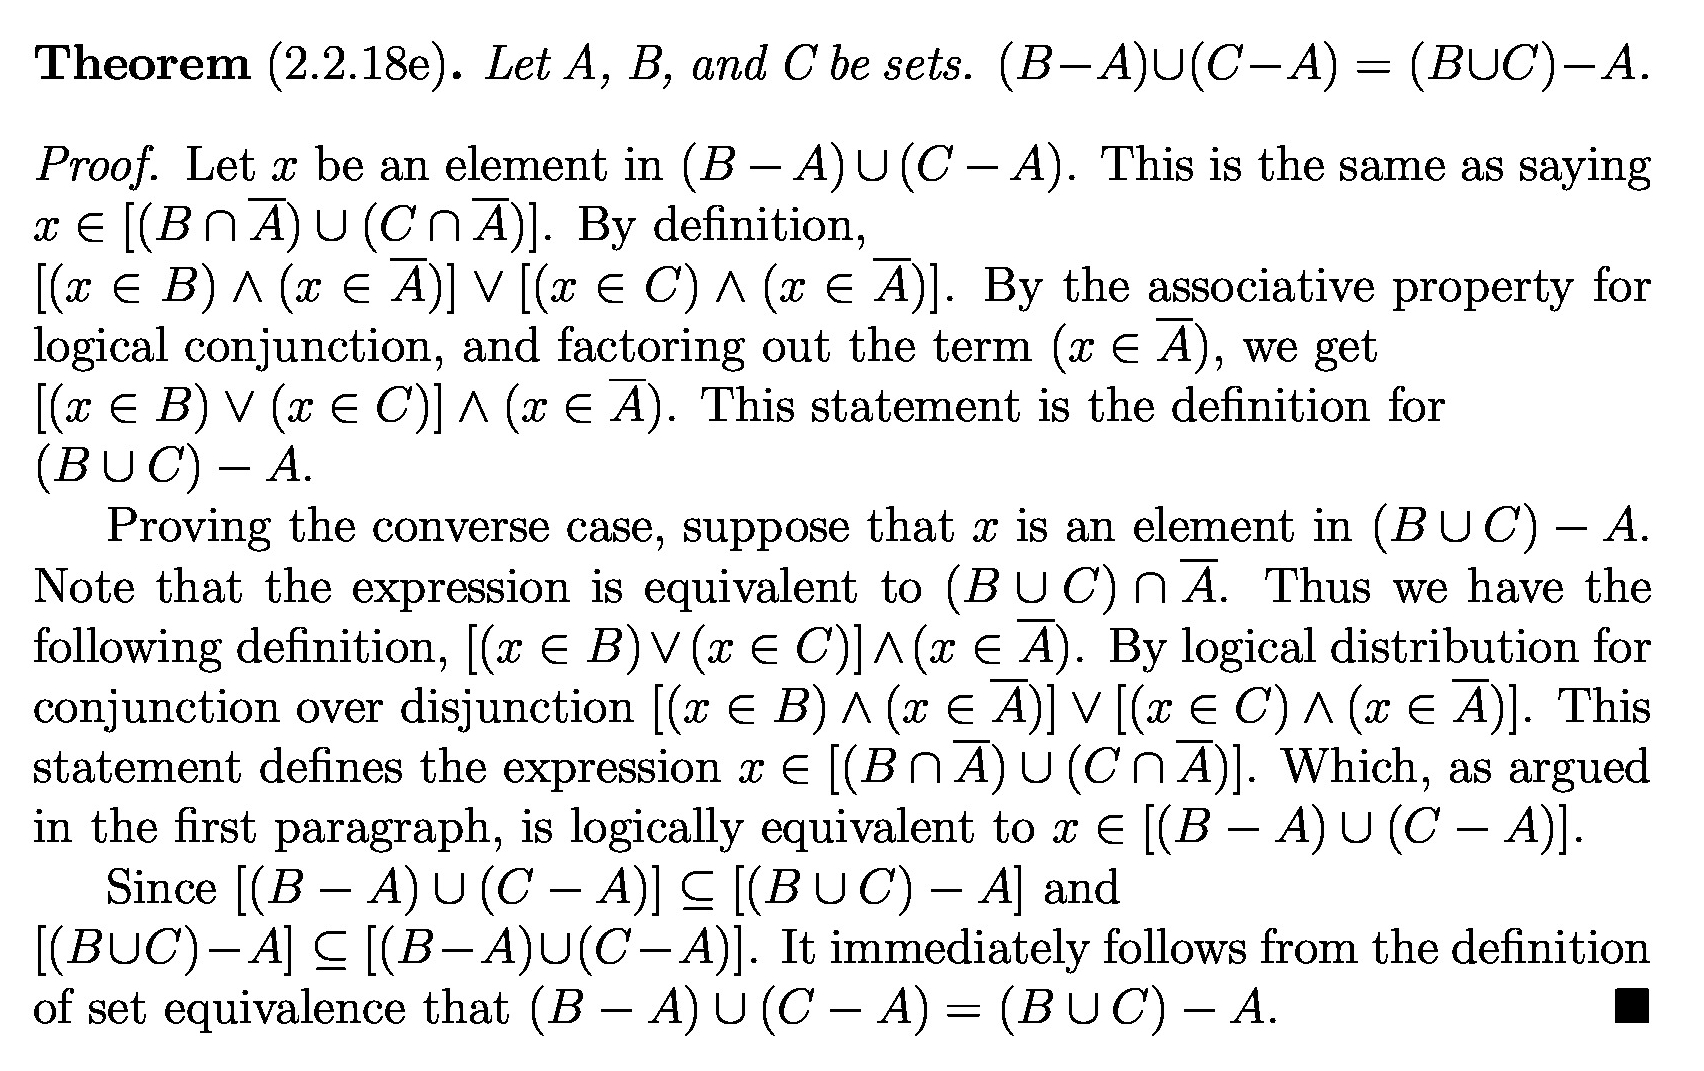 Theorem (2.2.18e). Let A, B, and C be sets. (B−A)∪(C−A) = (B∪C)−A.
Proof. Let x be an element in (B − A) ∪ (C − A). This is the same as saying
x ∈ [(B ∩ A̅) ∪ (C ∩ A̅)]. By definition,
[(x ∈ B) ∧ (x ∈ A̅)] ∨ [(x ∈ C) ∧ (x ∈ A̅)]. By the associative property for
logical conjunction, and factoring out the term (x ∈ A̅), we get
[(x ∈ B) ∨ (x ∈ C)] ∧ (x ∈ A̅). This statement is the definition for
(B ∪ C) − A.
Proving the converse case, suppose that x is an element in (B ∪ C) − A.
Note that the expression is equivalent to (B ∪ C) ∩ A̅. Thus we have the
following definition, [(x ∈ B) ∨ (x ∈ C)] ∧ (x ∈ A̅). By logical distribution for
conjunction over disjunction [(x ∈ B) ∧ (x ∈ A̅)] ∨ [(x ∈ C) ∧ (x ∈ A̅)]. This
statement defines the expression x ∈ [(B ∩ A̅) ∪ (C ∩ A̅)]. Which, as argued
in the first paragraph, is logically equivalent to x ∈ [(B − A) ∪ (C − A)].
Since [(B − A) ∪ (C − A)] ⊆ [(B ∪ C) − A] and
[(B∪C)−A] ⊆ [(B−A)∪(C−A)]. It immediately follows from the definition
of set equivalence that (B − A) ∪ (C − A) = (B ∪ C) − A. ■